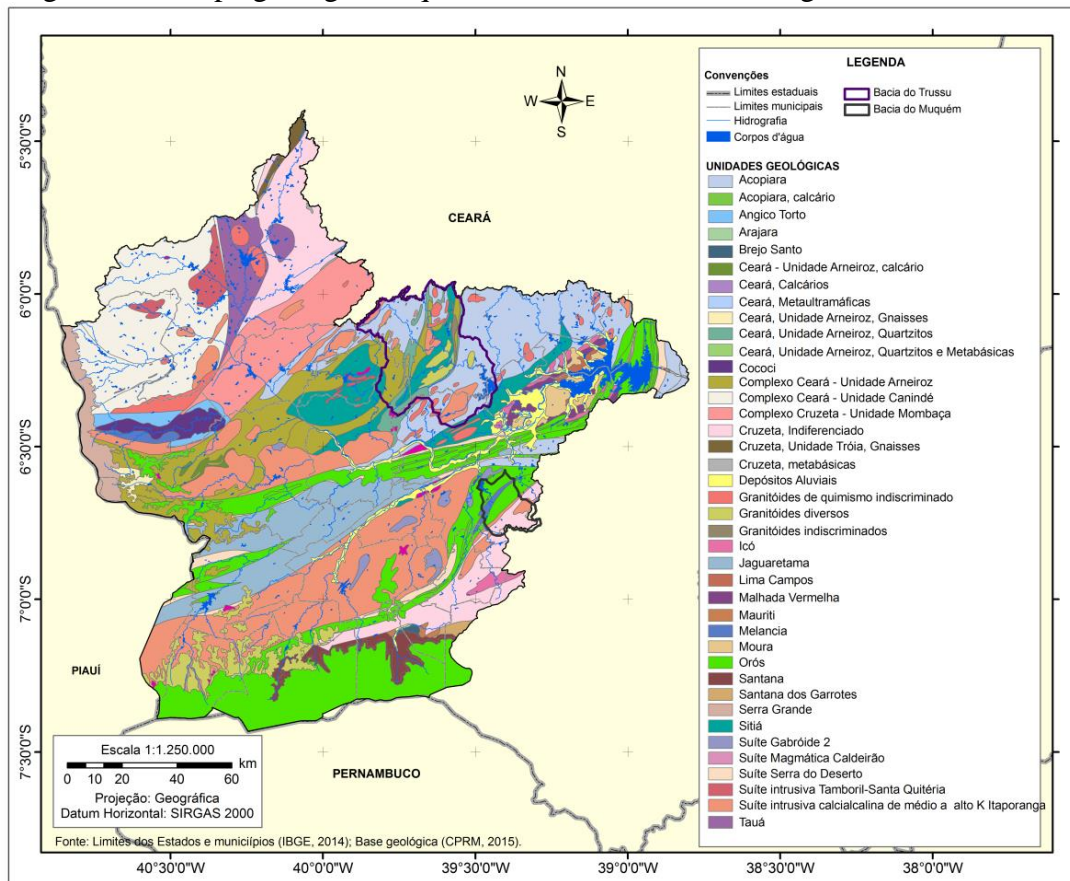 5°30'0"S
6°0'0"S
6°30'0"S
7°0'0"S
7°30'0"S
N
W E
S
CEARÁ
PIAUÍ
PERNAMBUCO
LEGENDA
Convenções
Limites estaduais
Limites municipais
Hidrografia
Corpos d'água
Bacia do Trussu
Bacia do Muquém
UNIDADES GEOLÓGICAS
Acopiara
Acopiara, calcário
Angico Torto
Arajara
Brejo Santo
Ceará - Unidade Arneiroz, calcário
Ceará, Calcários
Ceará, Metaultramáficas
Ceará, Unidade Arneiroz, Gnaisses
Ceará, Unidade Arneiroz, Quartzitos
Ceará, Unidade Arneiroz, Quartzitos e Metabásicas
Cococi
Complexo Ceará - Unidade Arneiroz
Complexo Ceará - Unidade Canindé
Complexo Cruzeta - Unidade Mombaça
Cruzeta, Indiferenciado
Cruzeta, Unidade Tróia, Gnaisses
Cruzeta, metabásicas
Depósitos Aluviais
Granitóides de quimismo indiscriminado
Granitóides diversos
Granitóides indiscriminados
Icó
Jaguaretama
Lima Campos
Malhada Vermelha
Mauriti
Melancia
Moura
Orós
Santana
Santana dos Garrotes
Serra Grande
Sitiá
Suíte Gabróide 2
Suíte Magmática Caldeirão
Suíte Serra do Deserto
Suíte intrusiva Tamboril-Santa Quitéria
Suíte intrusiva calcialcalina de médio a alto K Itaporanga
Tauá
Escala 1:1.250.000
km
0 10 20 40 60
Projeção: Geográfica
Datum Horizontal: SIRGAS 2000
Fonte: Limites dos Estados e municílpios (IBGE, 2014); Base geológica (CPRM, 2015).
40°30'0"W 40°0'0"W 39°30'0"W 39°0'0"W 38°0'0"W